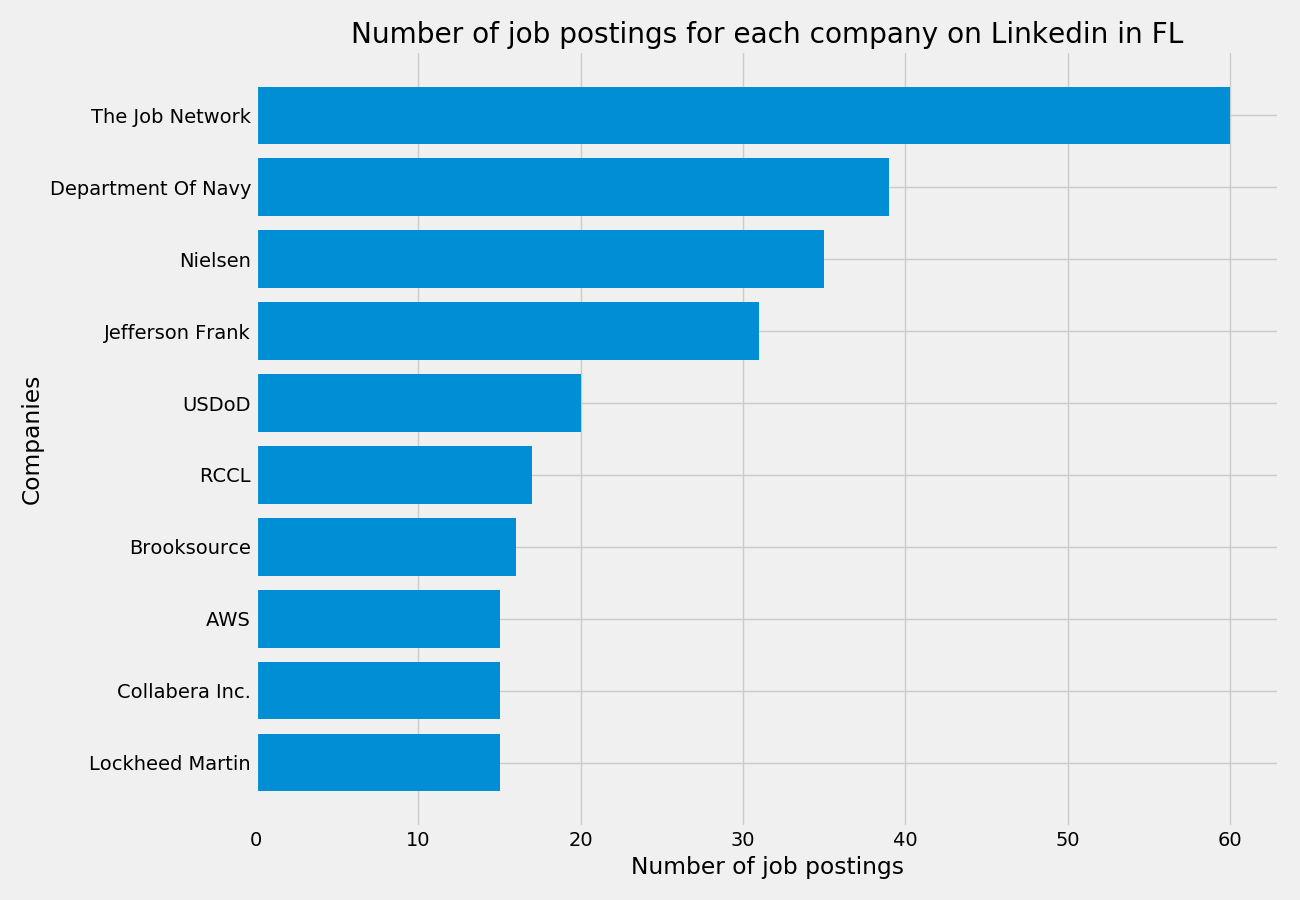 Number of job postings for each company on Linkedin in FL
The Job Network
Department Of Navy
Nielsen
Jefferson Frank
USDoD
RCCL
Brooksource
AWS
Collabera Inc.
Lockheed Martin
Companies
0 10 20 30 40 50 60
Number of job postings